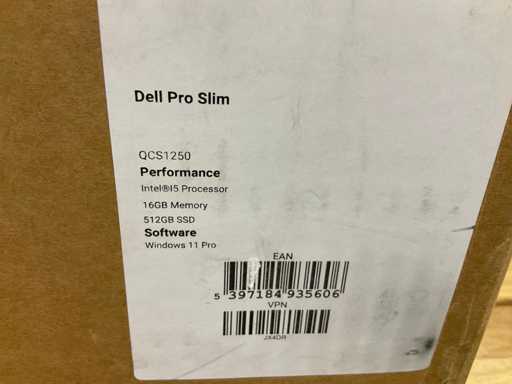 Dell Pro Slim
QCS1250
Performance
Intel®I5 Processor
16GB Memory
512GB SSD
Software
Windows 11 Pro
EAN
5 397184 935606
VPN
JX4DR